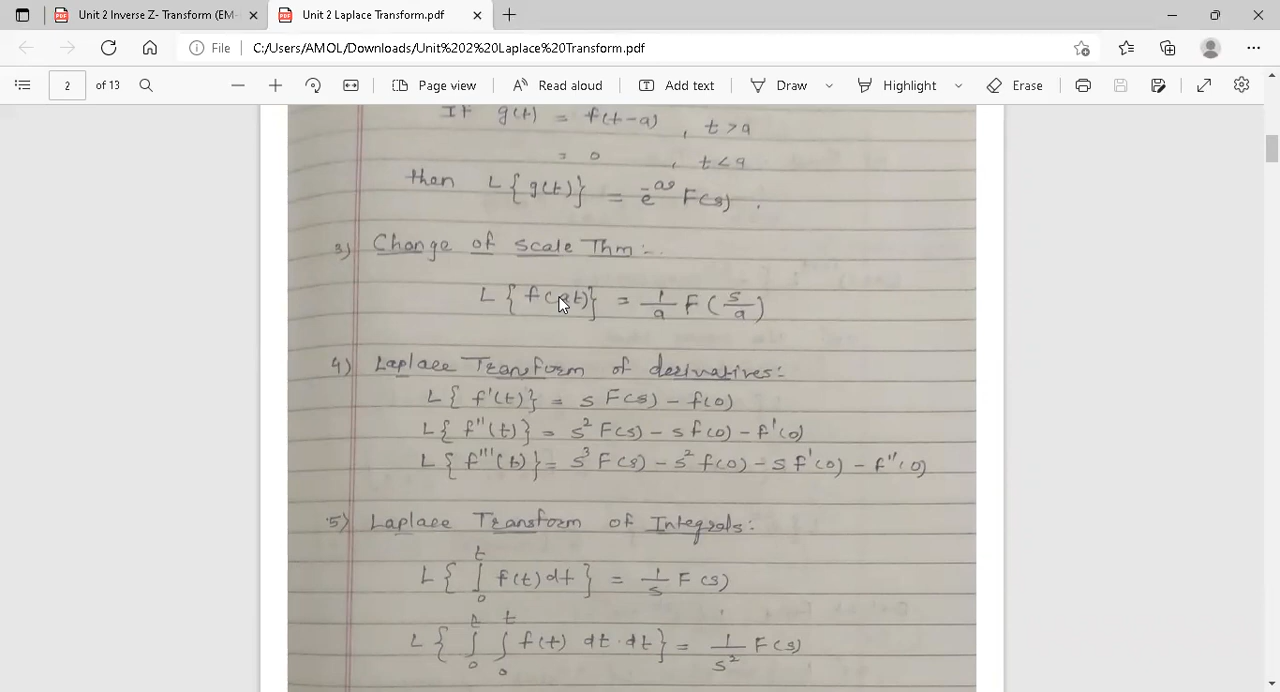 Unit 2 Inverse Z- Transform (EM-
Unit 2 Laplace Transform.pdf
File C:/Users/AMOL/Downloads/Unit%202%20Laplace%20Transform.pdf
2 of 13 Page view Read aloud Add text Draw Highlight Erase
If g(t) = f(t-a) , t>a
= 0 , t<a
then L{g(t)} = e^{-as} F(s) .
3) Change of scale Thm:-
L{f(at)} = 1/a F(s/a)
4) Laplace Transform of derivatives:-
L{f'(t)} = s F(s) - f(0)
L{f''(t)} = s² F(s) - s f(0) - f'(0)
L{f'''(t)} = s³ F(s) - s² f(0) - s f'(0) - f''(0)
5) Laplace Transform of Integrals:
L{∫₀ᵗ f(t) dt} = 1/s F(s)
L{∫₀ᵗ ∫₀ᵗ f(t) dt·dt} = 1/s² F(s)